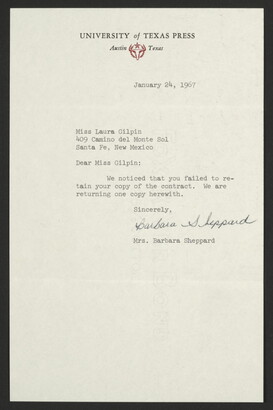 UNIVERSITY of TEXAS PRESS
Austin Texas
January 24, 1967
Miss Laura Gilpin
409 Camino del Monte Sol
Santa Fe, New Mexico
Dear Miss Gilpin:
We noticed that you failed to re-
tain your copy of the contract. We are
returning one copy herewith.
Sincerely,
Barbara Sheppard
Mrs. Barbara Sheppard